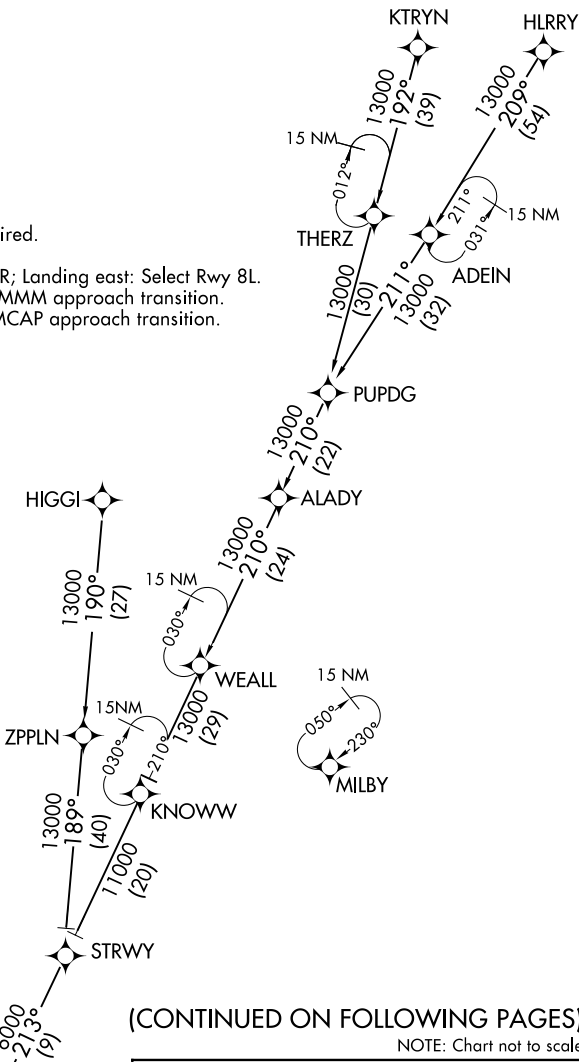 KTRYN
HLRRY
13000
192°
(39)
13000
209°
(54)
15 NM
012°
211°
031°
15 NM
THERZ
ADEIN
ired.
R; Landing east: Select Rwy 8L.
MMM approach transition.
MCAP approach transition.
13000
(30)
211°
13000
(32)
PUPDG
13000
210°
(22)
HIGGI
ALADY
13000
190°
(27)
13000
210°
(24)
15 NM
030°
WEALL
15 NM
050°
230°
MILBY
ZPPLN
15NM
030°
210°
13000
(29)
KNOWW
13000
189°
(40)
11000
(20)
STRWY
213°
(9)
(CONTINUED ON FOLLOWING PAGES)
NOTE: Chart not to scale